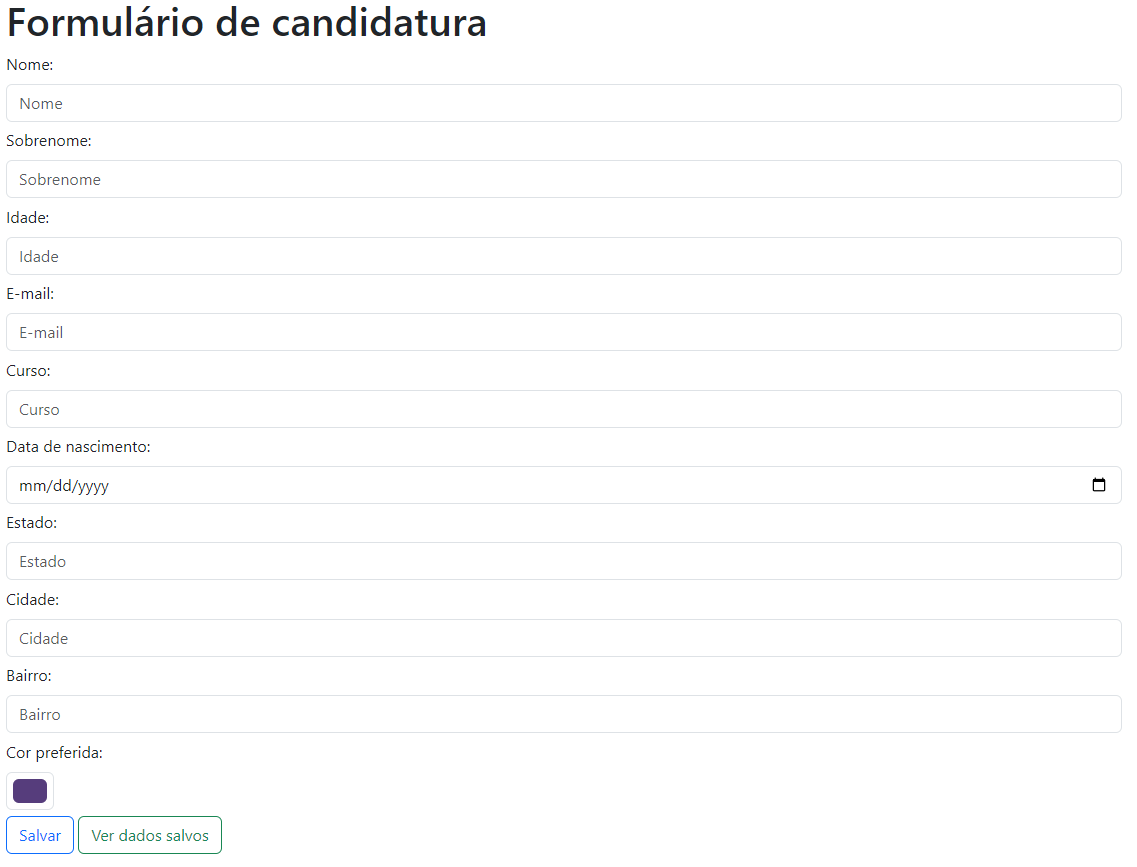 Formulário de candidatura
Nome:
Nome
Sobrenome:
Sobrenome
Idade:
Idade
E-mail:
E-mail
Curso:
Curso
Data de nascimento:
mm/dd/yyyy
Estado:
Estado
Cidade:
Cidade
Bairro:
Bairro
Cor preferida:
Salvar Ver dados salvos